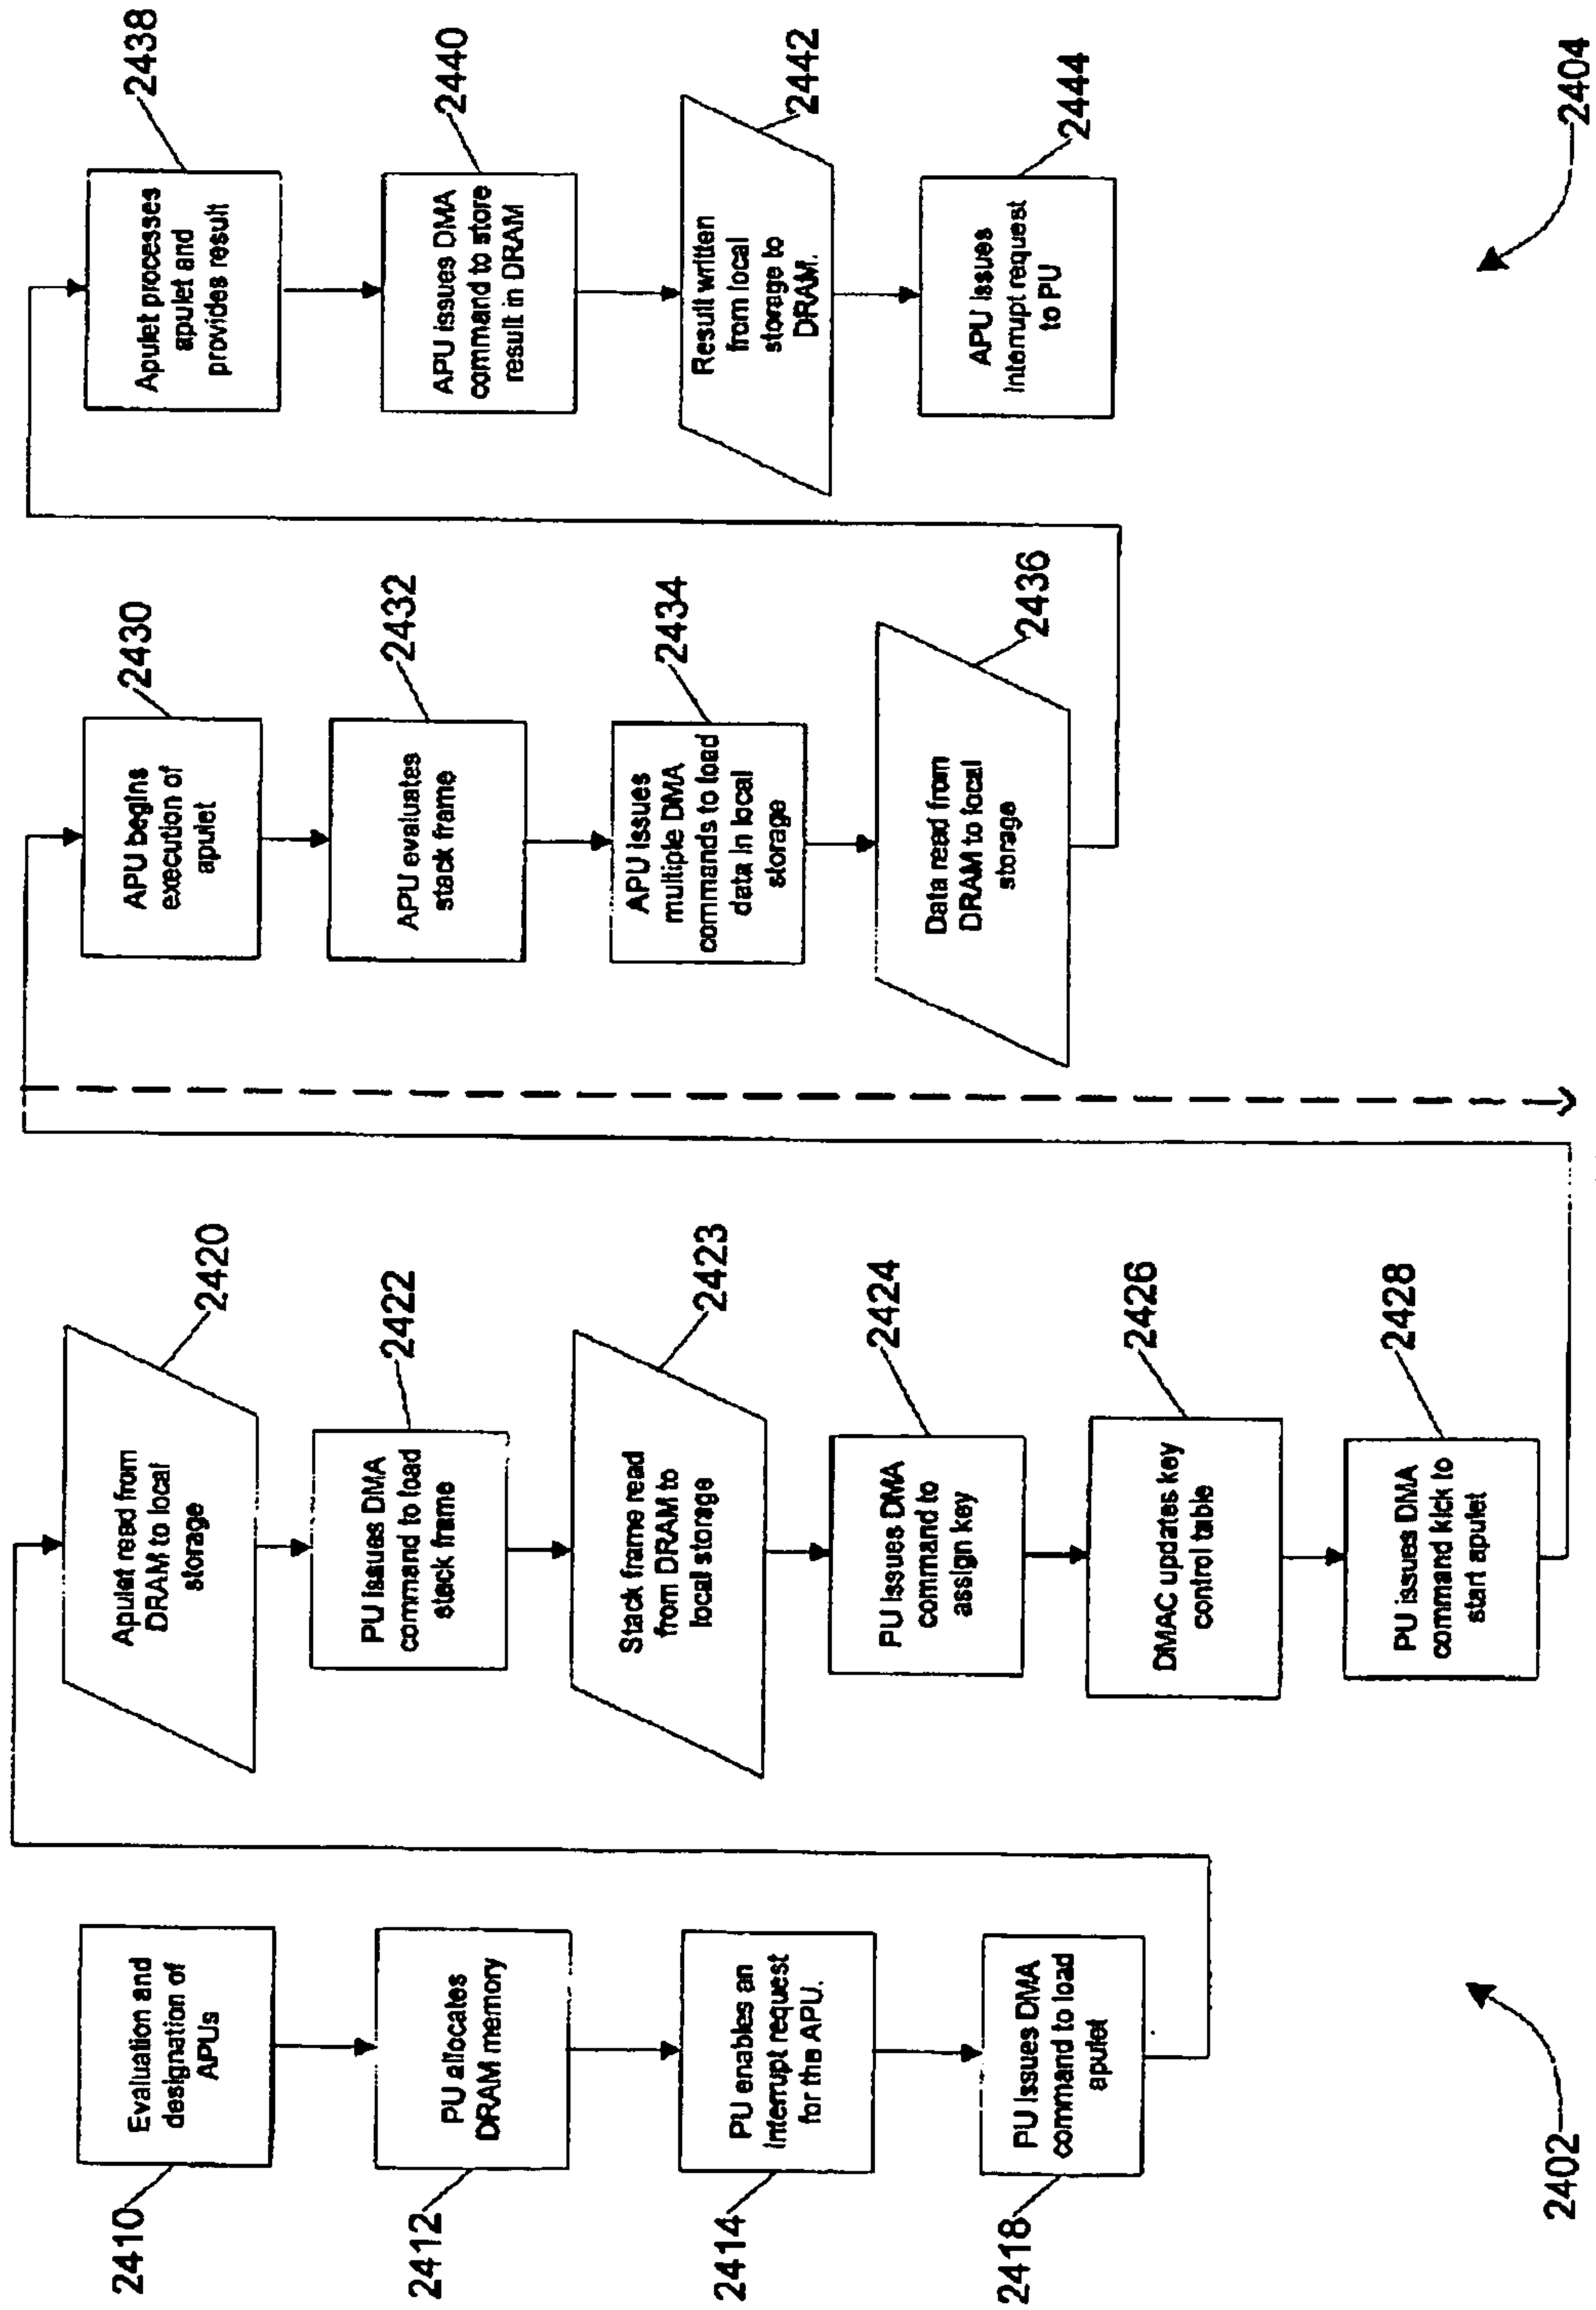 2410
Evaluation and
designation of
APUs
2412
PU allocates
DRAM memory
2414
PU enables an
Interrupt request
for the APU.
2418
PU issues DMA
command to load
apulet
2402
Apulet read from
DRAM to local
storage
2420
PU issues DMA
command to load
stack frame
2422
Stack frame read
from DRAM to
local storage
2423
PU issues DMA
command to
assign key
2424
DMAC updates key
control table
2426
PU issues DMA
command kick to
start apulet
2428
APU begins
execution of
apulet
2430
APU evaluates
stack frame
2432
APU issues
multiple DMA
commands to load
data in local
storage
2434
Data read from
DRAM to local
storage
2436
Apulet processes
apulet and
provides result
2438
APU issues DMA
command to store
result in DRAM
2440
Result written
from local
storage to
DRAM.
2442
APU issues
Interrupt request
to PU
2444
2404